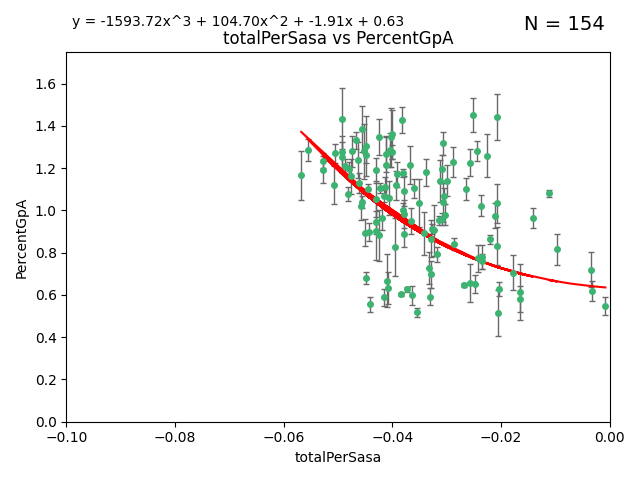 y = -1593.72x^3 + 104.70x^2 + -1.91x + 0.63
N = 154
totalPerSasa vs PercentGpA
1.6
1.4
1.2
1.0
0.8
0.6
0.4
0.2
0.0
PercentGpA
−0.10 −0.08 −0.06 −0.04 −0.02 0.00
totalPerSasa